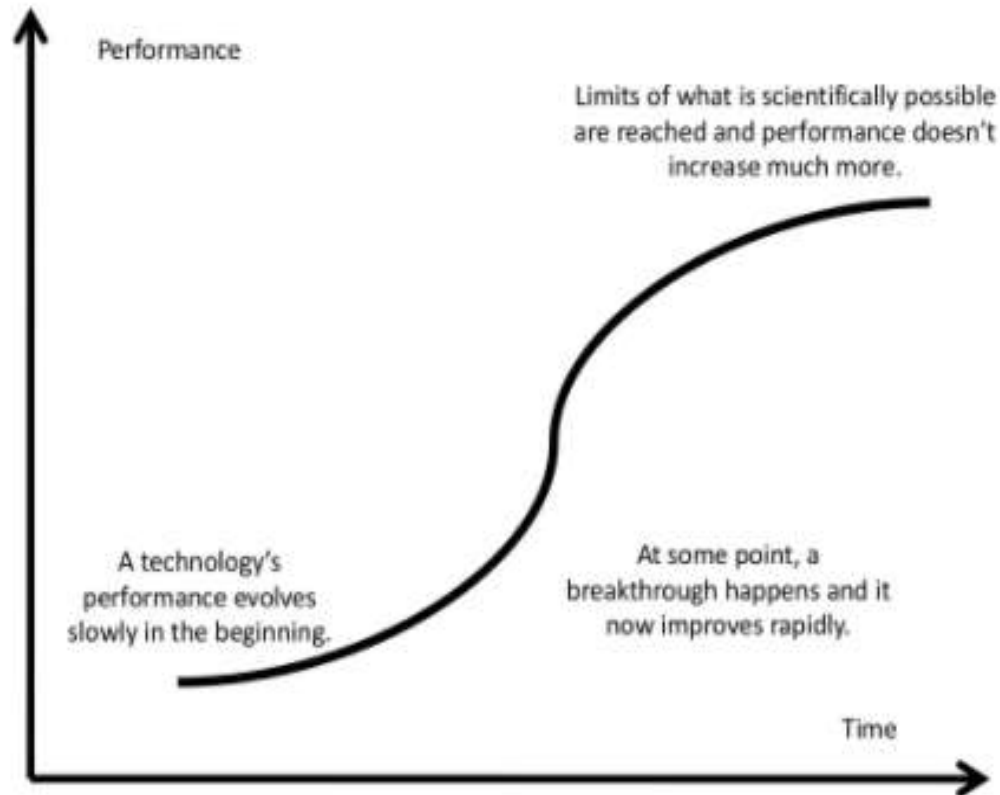 Performance
Limits of what is scientifically possible
are reached and performance doesn't
increase much more.
A technology's
performance evolves
slowly in the beginning.
At some point, a
breakthrough happens and it
now improves rapidly.
Time